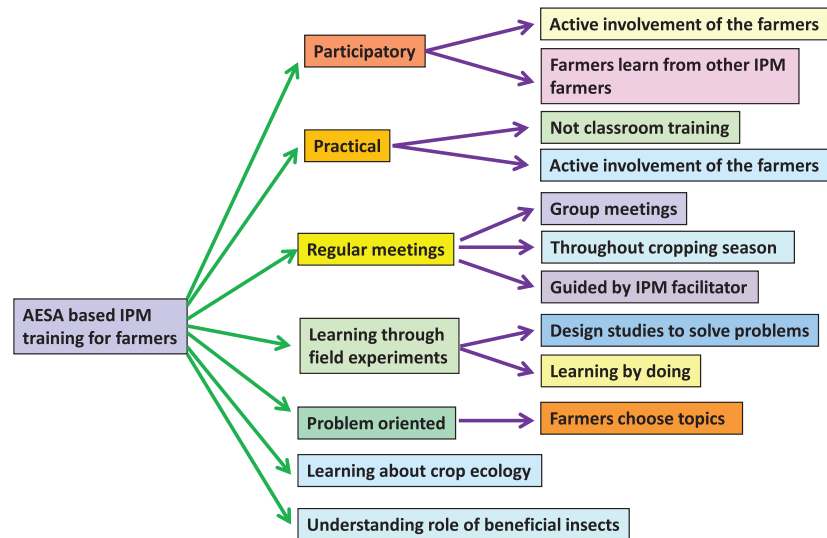 Active involvement of the farmers
Participatory
Farmers learn from other IPM
farmers
Not classroom training
Practical
Active involvement of the farmers
Group meetings
Regular meetings
Throughout cropping season
Guided by IPM facilitator
AESA based IPM
training for farmers
Learning through
field experiments
Design studies to solve problems
Learning by doing
Problem oriented
Farmers choose topics
Learning about crop ecology
Understanding role of beneficial insects